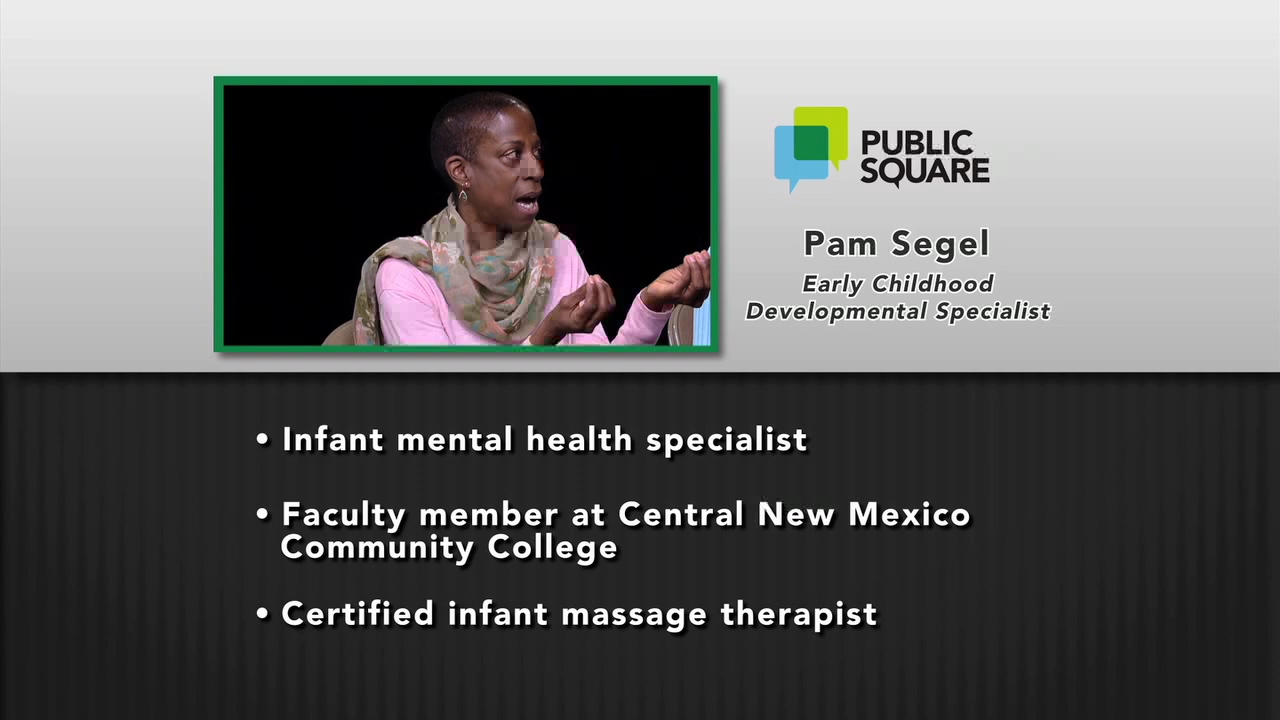 PUBLIC
SQUARE
Pam Segel
Early Childhood
Developmental Specialist
• Infant mental health specialist
• Faculty member at Central New Mexico
Community College
• Certified infant massage therapist